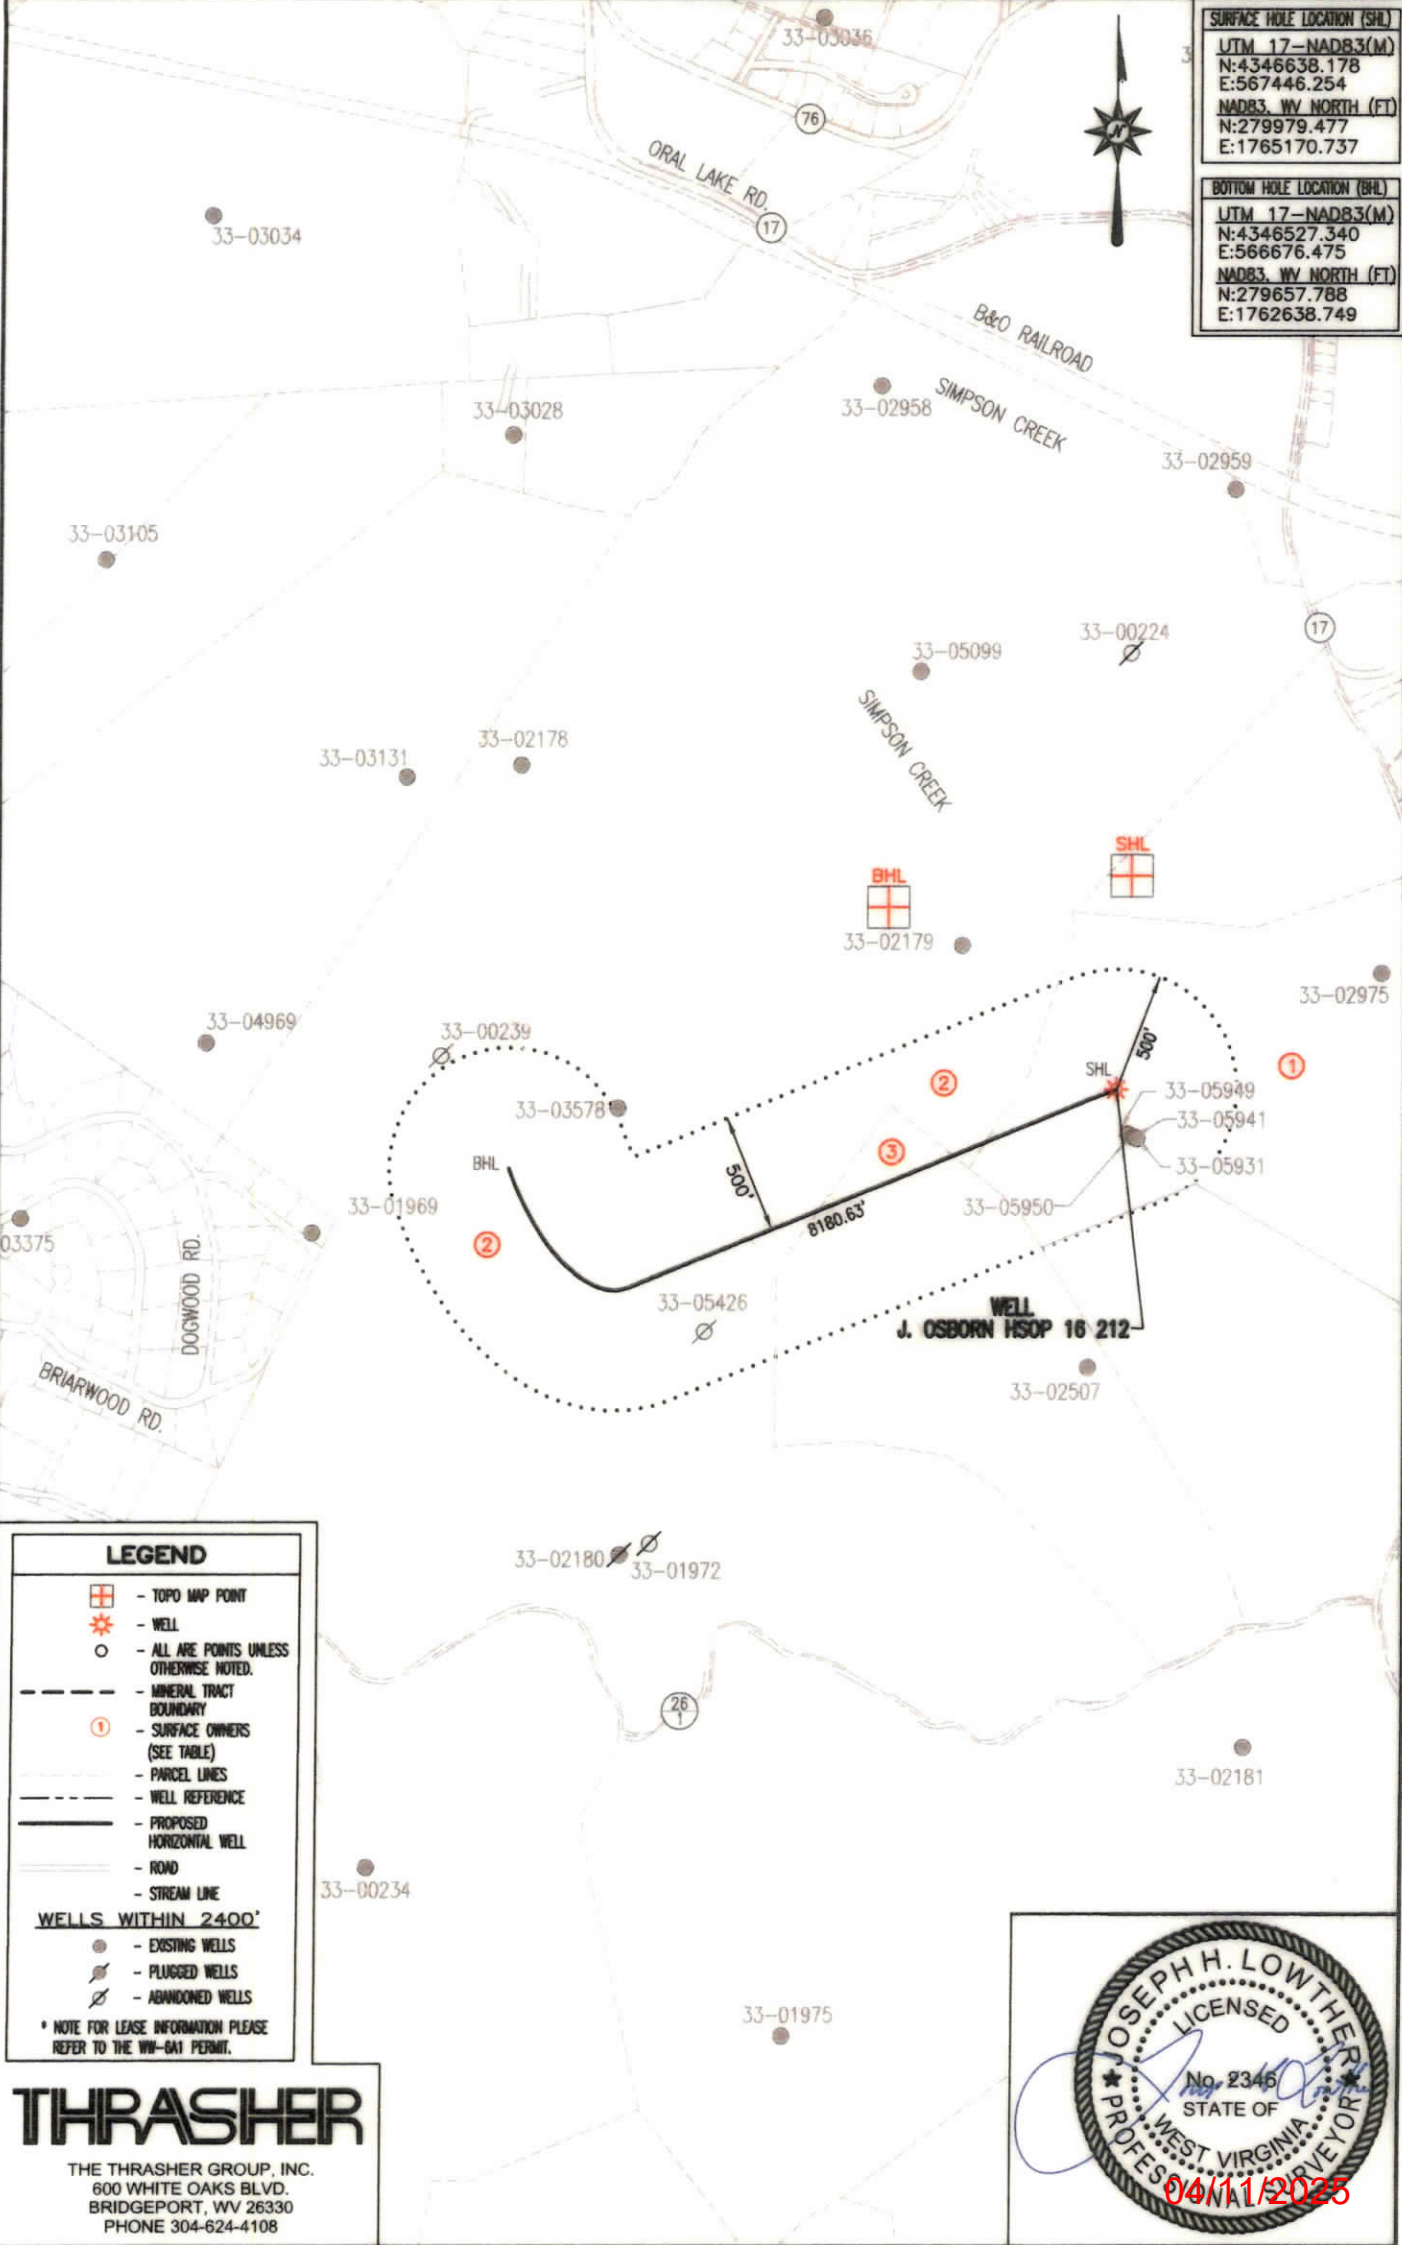 SURFACE HOLE LOCATION (SHL)
UTM 17-NAD83(M)
N:4346638.178
E:567446.254
NAD83, WV NORTH (FT)
N:279979.477
E:1765170.737
BOTTOM HOLE LOCATION (BHL)
UTM 17-NAD83(M)
N:4346527.340
E:566676.475
NAD83, WV NORTH (FT)
N:279657.788
E:1762638.749
33-03036
3
76
N
ORAL LAKE RD.
17
33-03034
B&O RAILROAD
33-03028
33-02958
SIMPSON CREEK
33-02959
33-03105
17
33-00224
33-05099
SIMPSON CREEK
33-02178
33-03131
SHL
BHL
33-02179
33-02975
33-04969
33-00239
500'
1
SHL
2
33-05949
33-03578
33-05941
3
BHL
33-05931
500'
33-01969
33-05950
03375
8180.63'
2
DOGWOOD RD.
33-05426
WELL
J. OSBORN HSOP 16 212
BRIARWOOD RD.
33-02507
33-02180
33-01972
26
1
33-02181
33-00234
33-01975
LEGEND
- TOPO MAP POINT
- WELL
- ALL ARE POINTS UNLESS
OTHERWISE NOTED.
- MINERAL TRACT
BOUNDARY
1 - SURFACE OWNERS
(SEE TABLE)
- PARCEL LINES
- WELL REFERENCE
- PROPOSED
HORIZONTAL WELL
- ROAD
- STREAM LINE
WELLS WITHIN 2400'
- EXISTING WELLS
- PLUGGED WELLS
- ABANDONED WELLS
* NOTE FOR LEASE INFORMATION PLEASE
REFER TO THE WW-6A1 PERMIT.
THRASHER
THE THRASHER GROUP, INC.
600 WHITE OAKS BLVD.
BRIDGEPORT, WV 26330
PHONE 304-624-4108
JOSEPH H. LOWTHER
LICENSED
No. 2346
STATE OF
WEST VIRGINIA
PROFESSIONAL SURVEYOR
04/11/2025